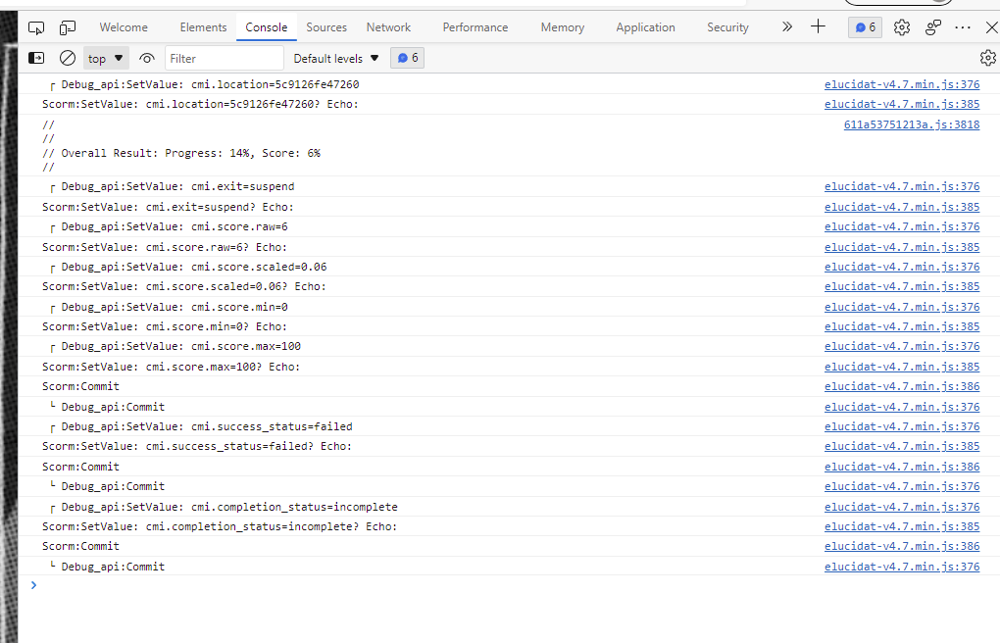 Welcome Elements Console Sources Network Performance Memory Application Security 6
top Filter Default levels 6
┌ Debug_api:SetValue: cmi.location=5c9126fe47260 elucidat-v4.7.min.js:376
Scorm:SetValue: cmi.location=5c9126fe47260? Echo: elucidat-v4.7.min.js:385
// 611a53751213a.js:3818
//
// Overall Result: Progress: 14%, Score: 6%
//
┌ Debug_api:SetValue: cmi.exit=suspend elucidat-v4.7.min.js:376
Scorm:SetValue: cmi.exit=suspend? Echo: elucidat-v4.7.min.js:385
┌ Debug_api:SetValue: cmi.score.raw=6 elucidat-v4.7.min.js:376
Scorm:SetValue: cmi.score.raw=6? Echo: elucidat-v4.7.min.js:385
┌ Debug_api:SetValue: cmi.score.scaled=0.06 elucidat-v4.7.min.js:376
Scorm:SetValue: cmi.score.scaled=0.06? Echo: elucidat-v4.7.min.js:385
┌ Debug_api:SetValue: cmi.score.min=0 elucidat-v4.7.min.js:376
Scorm:SetValue: cmi.score.min=0? Echo: elucidat-v4.7.min.js:385
┌ Debug_api:SetValue: cmi.score.max=100 elucidat-v4.7.min.js:376
Scorm:SetValue: cmi.score.max=100? Echo: elucidat-v4.7.min.js:385
Scorm:Commit elucidat-v4.7.min.js:386
└ Debug_api:Commit elucidat-v4.7.min.js:376
┌ Debug_api:SetValue: cmi.success_status=failed elucidat-v4.7.min.js:376
Scorm:SetValue: cmi.success_status=failed? Echo: elucidat-v4.7.min.js:385
Scorm:Commit elucidat-v4.7.min.js:386
└ Debug_api:Commit elucidat-v4.7.min.js:376
┌ Debug_api:SetValue: cmi.completion_status=incomplete elucidat-v4.7.min.js:376
Scorm:SetValue: cmi.completion_status=incomplete? Echo: elucidat-v4.7.min.js:385
Scorm:Commit elucidat-v4.7.min.js:386
└ Debug_api:Commit elucidat-v4.7.min.js:376